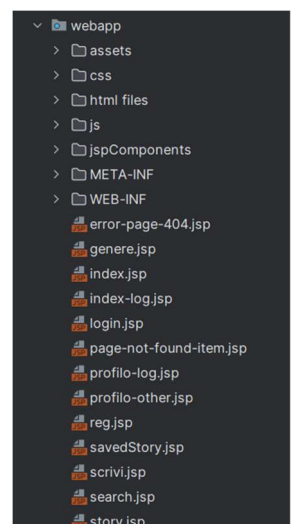 webapp
assets
css
html files
js
jspComponents
META-INF
WEB-INF
error-page-404.jsp
genere.jsp
index.jsp
index-log.jsp
login.jsp
page-not-found-item.jsp
profilo-log.jsp
profilo-other.jsp
reg.jsp
savedStory.jsp
scrivi.jsp
search.jsp
story.jsp